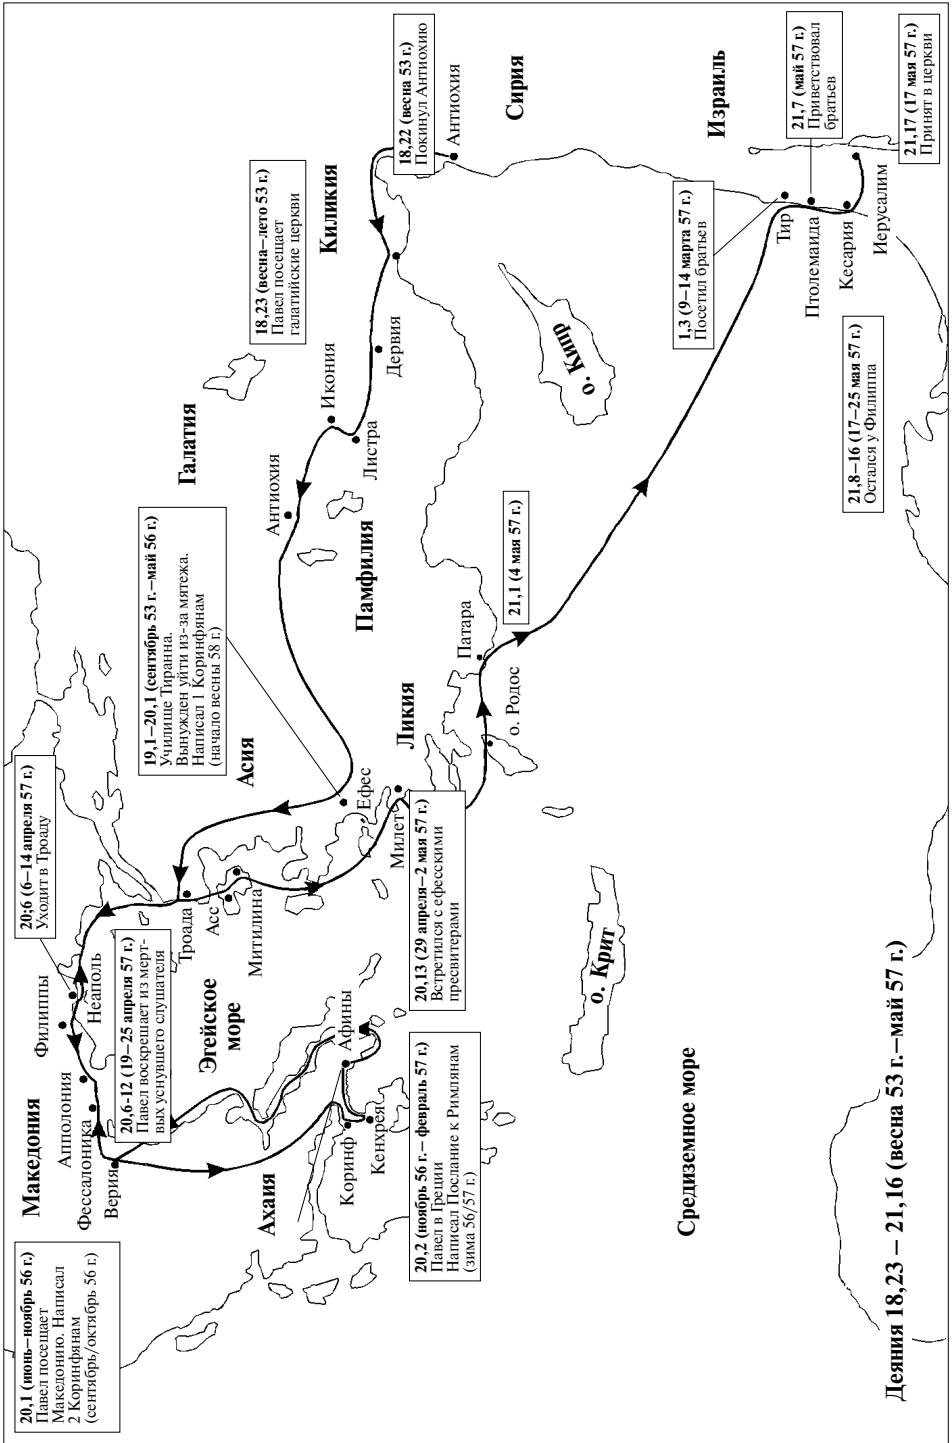 20,1 (июнь–ноябрь 56 г.)
Павел посещает
Македонию. Написал
2 Коринфянам
(сентябрь/октябрь 56 г.)
Македония
Филиппы
Апполония
Фессалоника
Верия
Неаполь
20;6 (6–14 апреля 57 г.)
Уходит в Троаду
20,6-12 (19–25 апреля 57 г.)
Павел воскрешает из мерт-
вых уснувшего слушателя
Эгейское
море
Троада
Асс
Митилина
Асия
19,1–20,1 (сентябрь 53 г.–май 56 г.)
Училище Тиранна.
Вынужден уйти из-за мятежа.
Написал 1 Коринфянам
(начало весны 58 г.)
Галатия
Антиохия
Икония
Листра
Дервия
18,23 (весна–лето 53 г.)
Павел посещает
галатийские церкви
Киликия
18,22 (весна 53 г.)
Покинул Антиохию
Антиохия
Сирия
Ахаия
Афины
Коринф
Кенхрея
20,2 (ноябрь 56 г.– февраль 57 г.)
Павел в Греции
Написал Послание к Римлянам
(зима 56/57 г.)
Ефес
Милет
Ликия
Памфилия
20,13 (29 апреля–2 мая 57 г.)
Встретился с ефесскими
пресвитерами
Патара
о. Родос
21,1 (4 мая 57 г.)
о. Кипр
о. Крит
Средиземное море
Израиль
1,3 (9–14 марта 57 г.)
Посетил братьев
Тир
21,7 (май 57 г.)
Приветствовал
братьев
Птолемаида
Кесария
Иерусалим
21,8–16 (17–25 мая 57 г.)
Остался у Филиппа
21,17 (17 мая 57 г.)
Принят в церкви
Деяния 18,23 – 21,16 (весна 53 г.–май 57 г.)